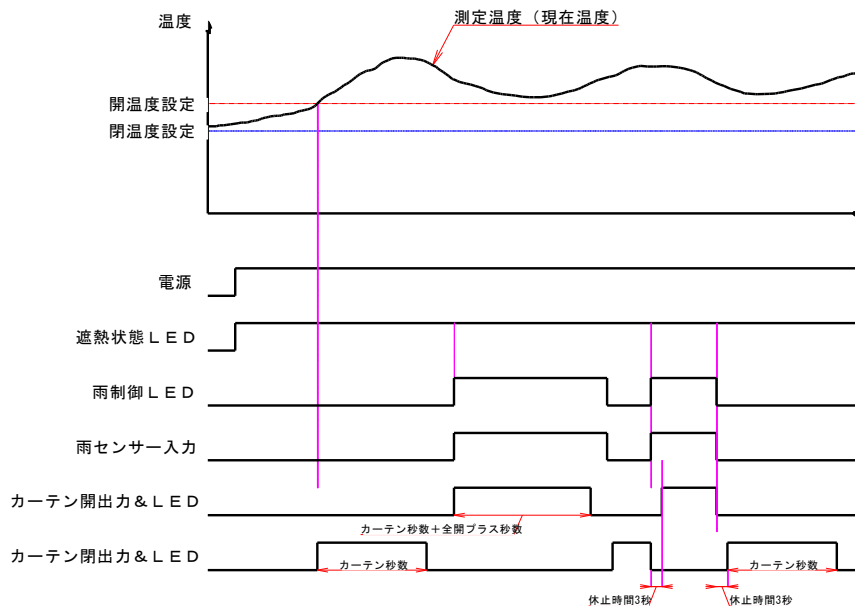 温度
測定温度（現在温度）
開温度設定
閉温度設定
電源
遮熱状態ＬＥＤ
雨制御ＬＥＤ
雨センサー入力
カーテン開出力＆ＬＥＤ
カーテン秒数＋全開プラス秒数
カーテン閉出力＆ＬＥＤ
カーテン秒数
カーテン秒数
休止時間3秒
休止時間3秒